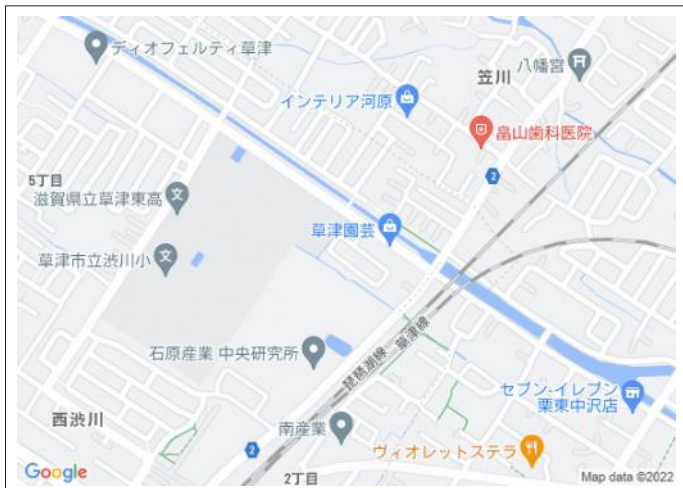 ディオフェルティ草津
八幡宮
笠川
インテリア河原
畠山歯科医院
2
5丁目
滋賀県立草津東高
文
草津園芸
草津市立渋川小
文
石原産業 中央研究所
琵琶湖線
草津線
セブン-イレブン
栗東中沢店
西渋川
南産業
2
ヴィオレットステラ
2丁目
Google
Map data ©2022